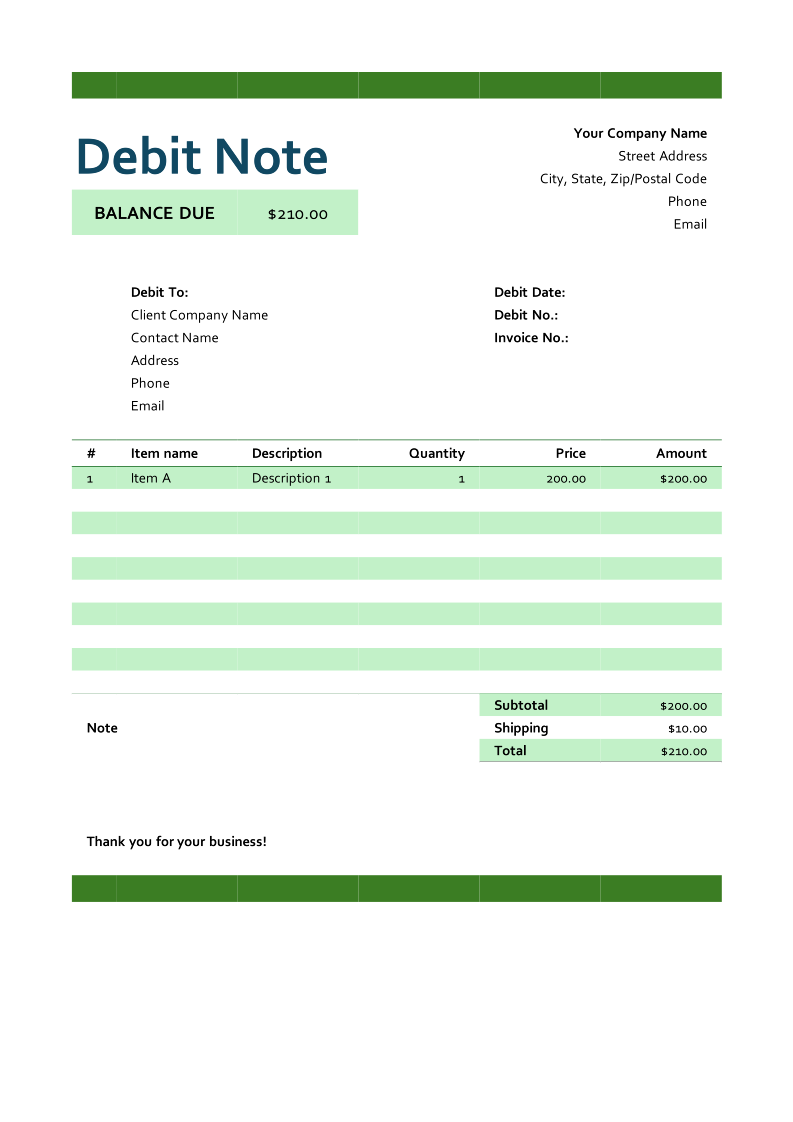 Debit Note
BALANCE DUE $210.00
Your Company Name
Street Address
City, State, Zip/Postal Code
Phone
Email
Debit To:
Client Company Name
Contact Name
Address
Phone
Email
Debit Date:
Debit No.:
Invoice No.:
# Item name Description Quantity Price Amount
1 Item A Description 1 1 200.00 $200.00
Subtotal $200.00
Note Shipping $10.00
Total $210.00
Thank you for your business!